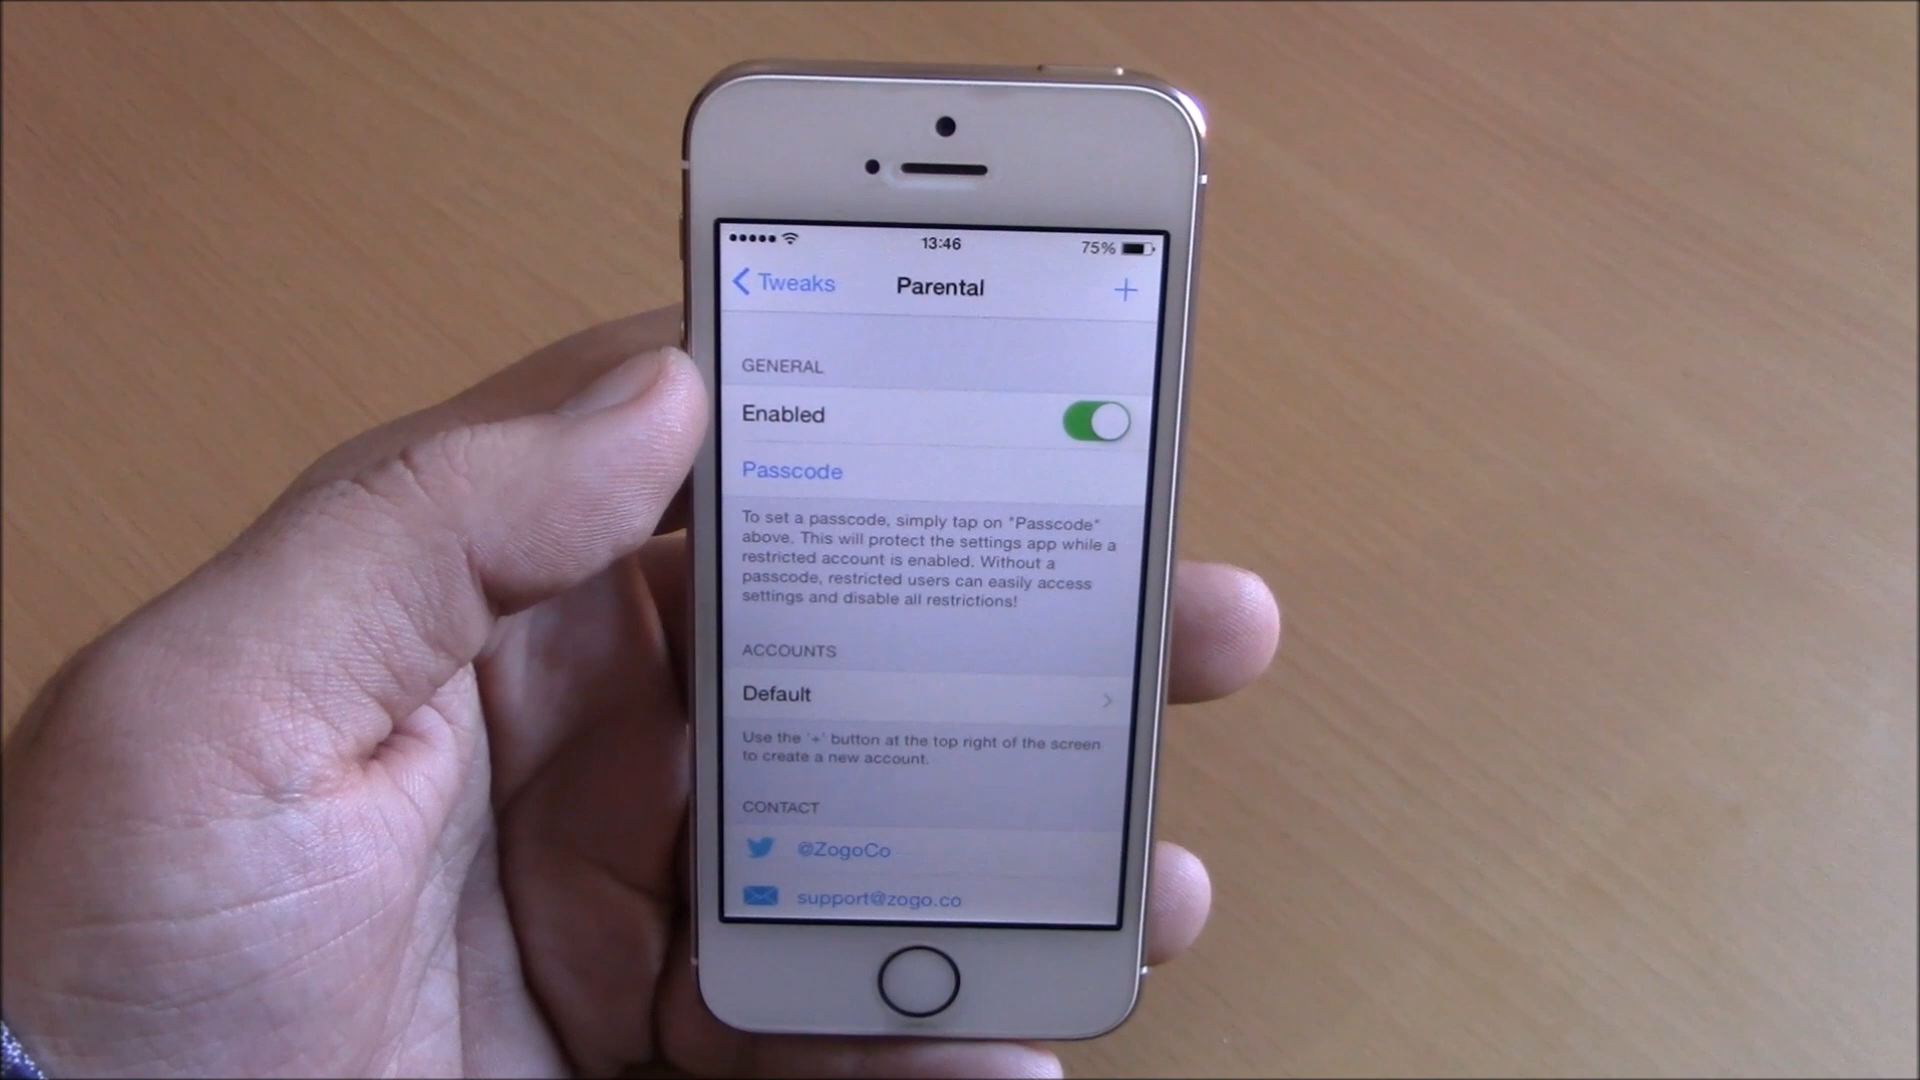 13:46
75%
Tweaks
Parental
+
GENERAL
Enabled
Passcode
To set a passcode, simply tap on "Passcode"
above. This will protect the settings app while a
restricted account is enabled. Without a
passcode, restricted users can easily access
settings and disable all restrictions!
ACCOUNTS
Default
Use the '+' button at the top right of the screen
to create a new account.
CONTACT
@ZogoCo
support@zogo.co